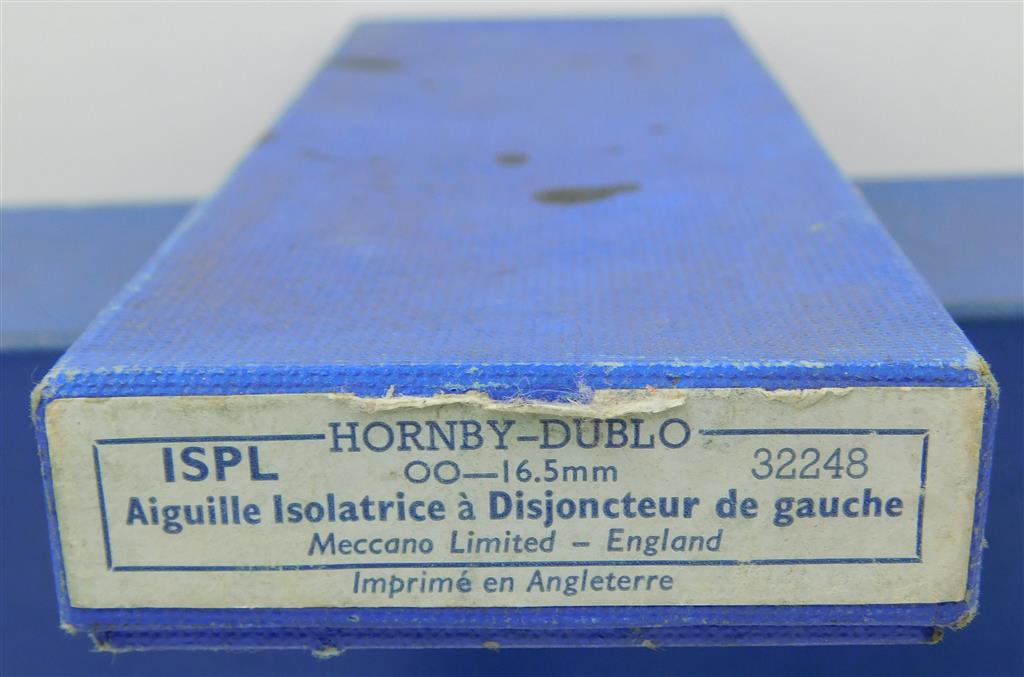 HORNBY-DUBLO
ISPL OO—16.5mm 32248
Aiguille Isolatrice à Disjoncteur de gauche
Meccano Limited – England
Imprimé en Angleterre